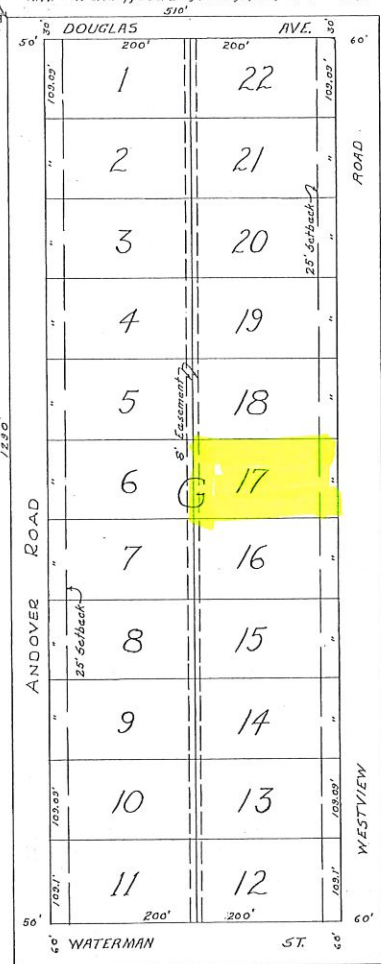 510'
DOUGLAS AVE.
50' 30' 200' 200' 30' 60'
109.09' 1 22 109.09'
" 2 21 "
ROAD
25' Setback
" 3 20 "
" 4 19 "
8' Easement
" 5 18 "
1290'
" 6 G 17 "
ANDOVER ROAD
" 7 16 "
25' Setback
" 8 15 "
" 9 14 "
WESTVIEW
109.09' 10 13 109.09'
109.1' 11 12 109.1'
50' 200' 200' 60'
60' WATERMAN ST. 60'